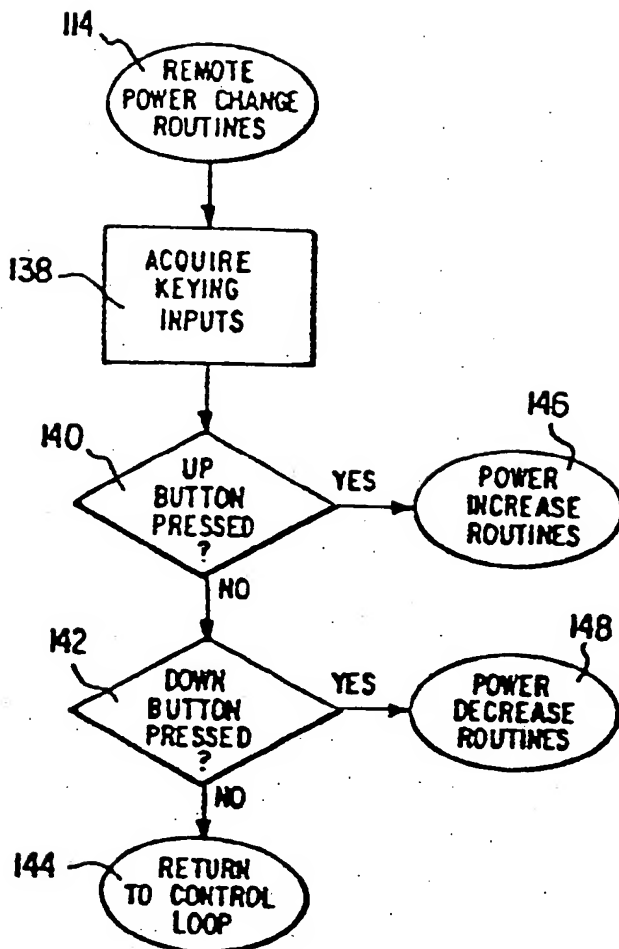 114
REMOTE
POWER CHANGE
ROUTINES
138
ACQUIRE
KEYING
INPUTS
140
UP
BUTTON
PRESSED
?
YES
146
POWER
INCREASE
ROUTINES
NO
142
DOWN
BUTTON
PRESSED
?
YES
148
POWER
DECREASE
ROUTINES
NO
144
RETURN
TO CONTROL
LOOP